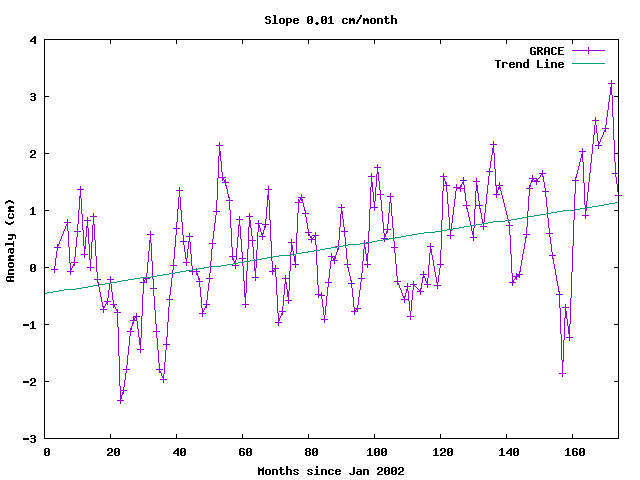 Slope 0.01 cm/month
GRACE
Trend Line
4
3
2
1
0
-1
-2
-3
Anomaly (cm)
0 20 40 60 80 100 120 140 160
Months since Jan 2002